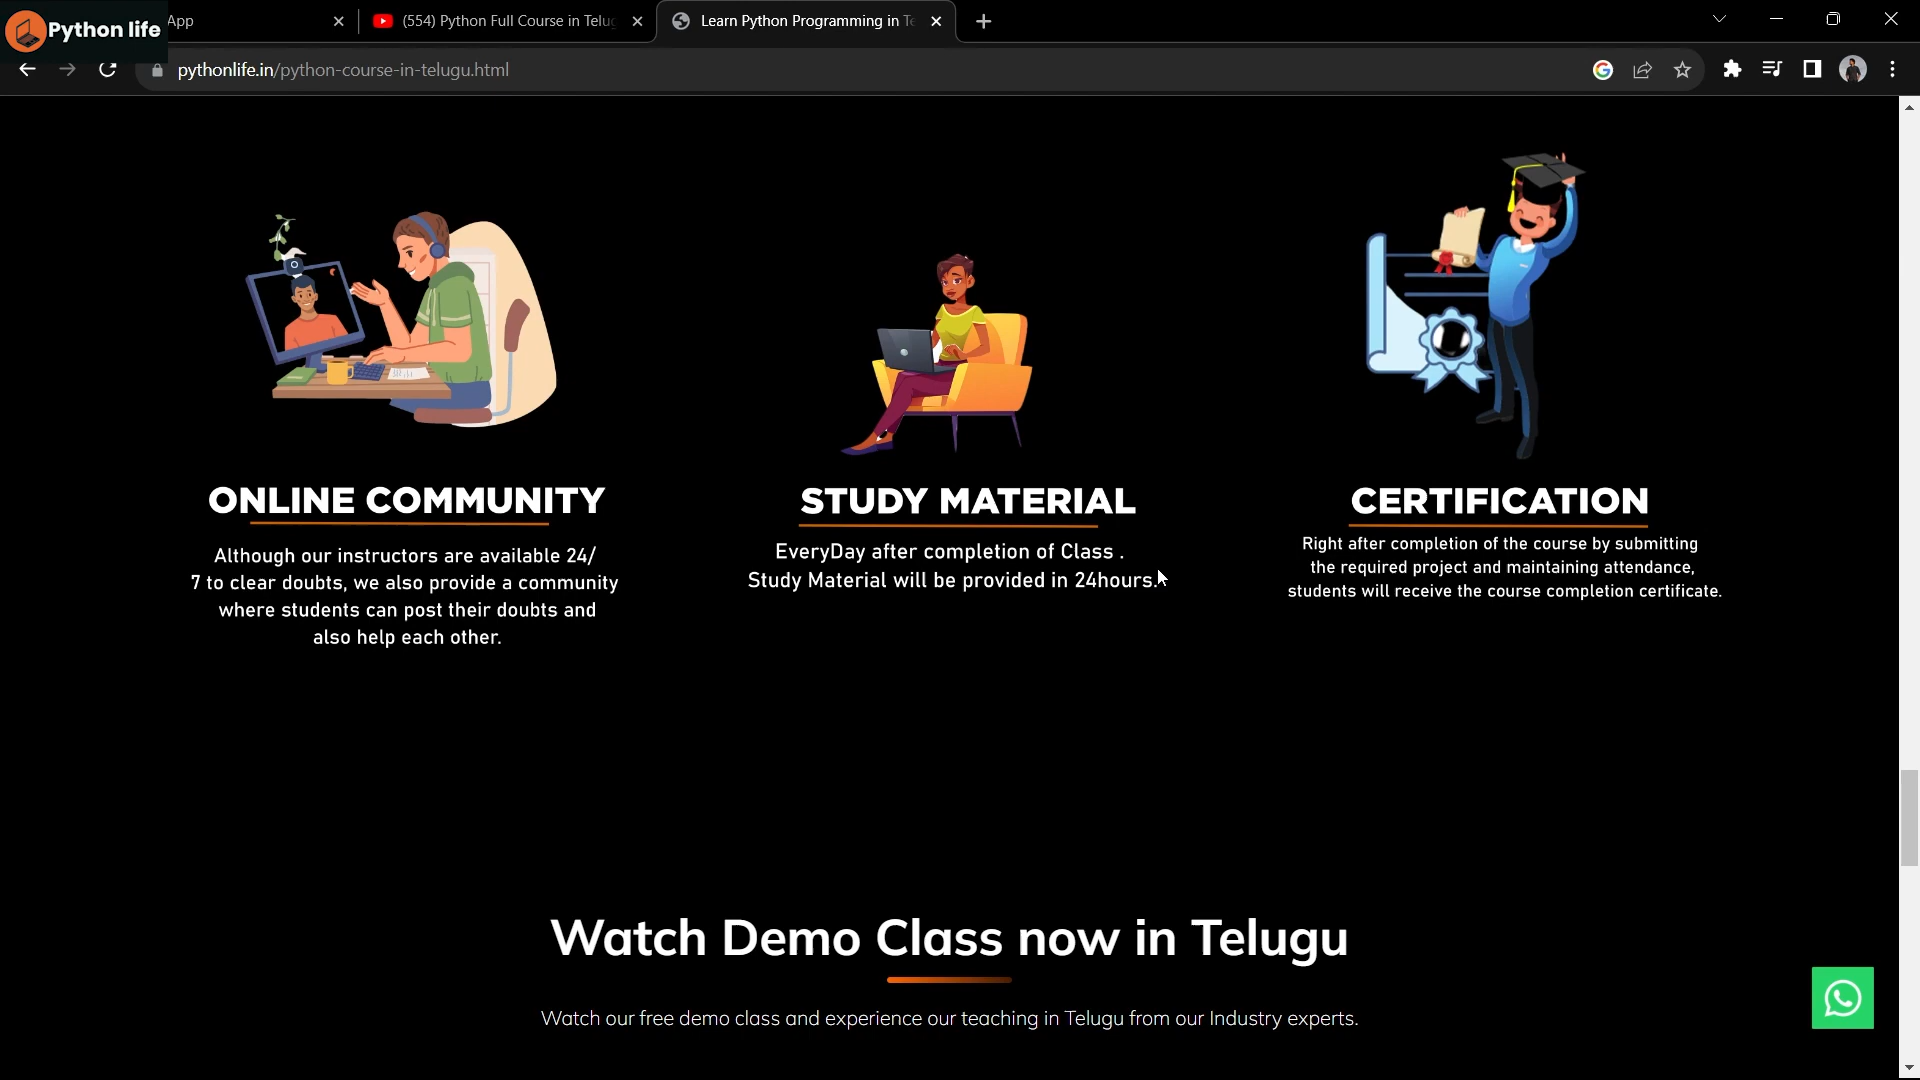 Python life
App
(554) Python Full Course in Telug
Learn Python Programming in Te
pythonlife.in/python-course-in-telugu.html
ONLINE COMMUNITY
Although our instructors are available 24/
7 to clear doubts, we also provide a community
where students can post their doubts and
also help each other.
STUDY MATERIAL
EveryDay after completion of Class .
Study Material will be provided in 24hours.
CERTIFICATION
Right after completion of the course by submitting
the required project and maintaining attendance,
students will receive the course completion certificate.
Watch Demo Class now in Telugu
Watch our free demo class and experience our teaching in Telugu from our Industry experts.